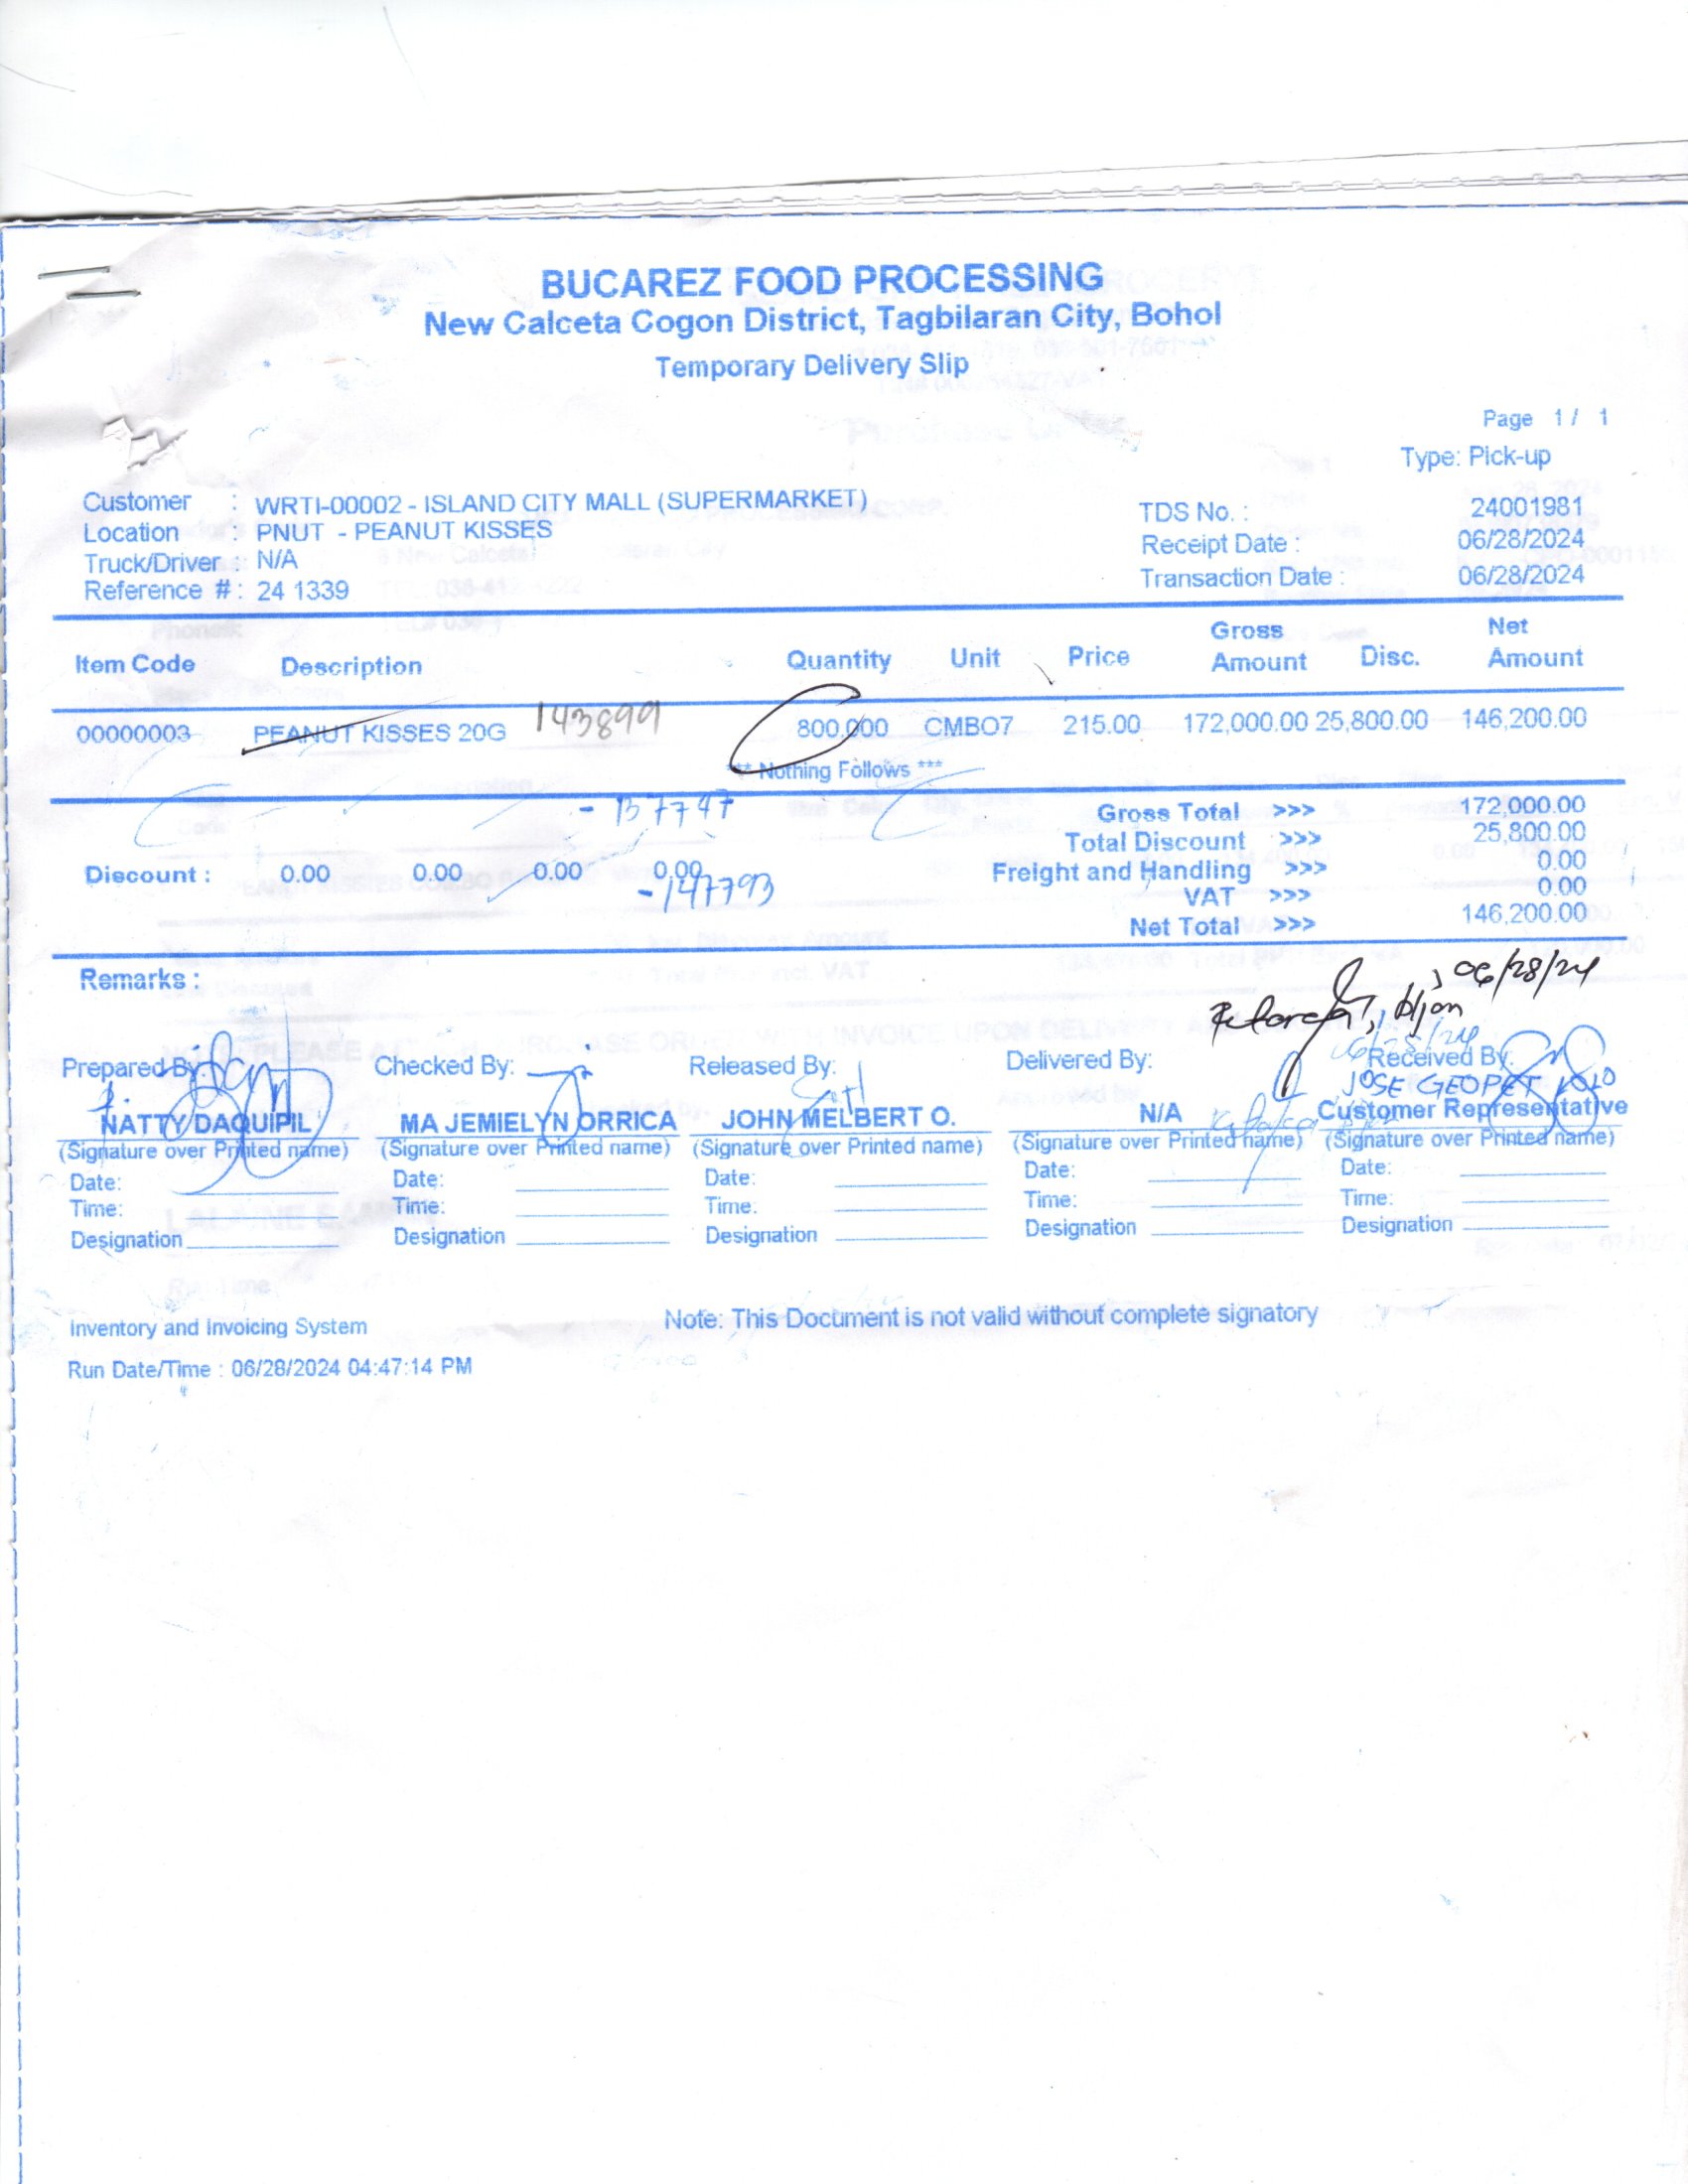 BUCAREZ FOOD PROCESSING
New Calceta Cogon District, Tagbilaran City, Bohol
Temporary Delivery Slip
Page 1 / 1
Type: Pick-up
Customer : WRTI-00002 - ISLAND CITY MALL (SUPERMARKET)
Location : PNUT - PEANUT KISSES
Truck/Driver : N/A
Reference # : 24 1339
TDS No. : 24001981
Receipt Date : 06/28/2024
Transaction Date : 06/28/2024
Item Code Description Quantity Unit Price Gross Amount Disc. Net Amount
00000003 PEANUT KISSES 20G 143899 800.000 CMBO7 215.00 172,000.00 25,800.00 146,200.00
*** Nothing Follows ***
- 137747
Gross Total >>> 172,000.00
Total Discount >>> 25,800.00
Discount : 0.00 0.00 0.00 0.00
Freight and Handling >>> 0.00
- 147793
VAT >>> 0.00
Net Total >>> 146,200.00
Remarks :
06/28/24
Prepared By: Checked By: Released By: Delivered By: Received By:
JOSE GEOPET
NATTY DAQUIPIL MA JEMIELYN ORRICA JOHN MELBERT O. N/A Customer Representative
(Signature over Printed name) (Signature over Printed name) (Signature over Printed name) (Signature over Printed name) (Signature over Printed name)
Date: Date: Date: Date: Date:
Time: Time: Time: Time: Time:
Designation Designation Designation Designation Designation
Inventory and Invoicing System
Note: This Document is not valid without complete signatory
Run Date/Time : 06/28/2024 04:47:14 PM